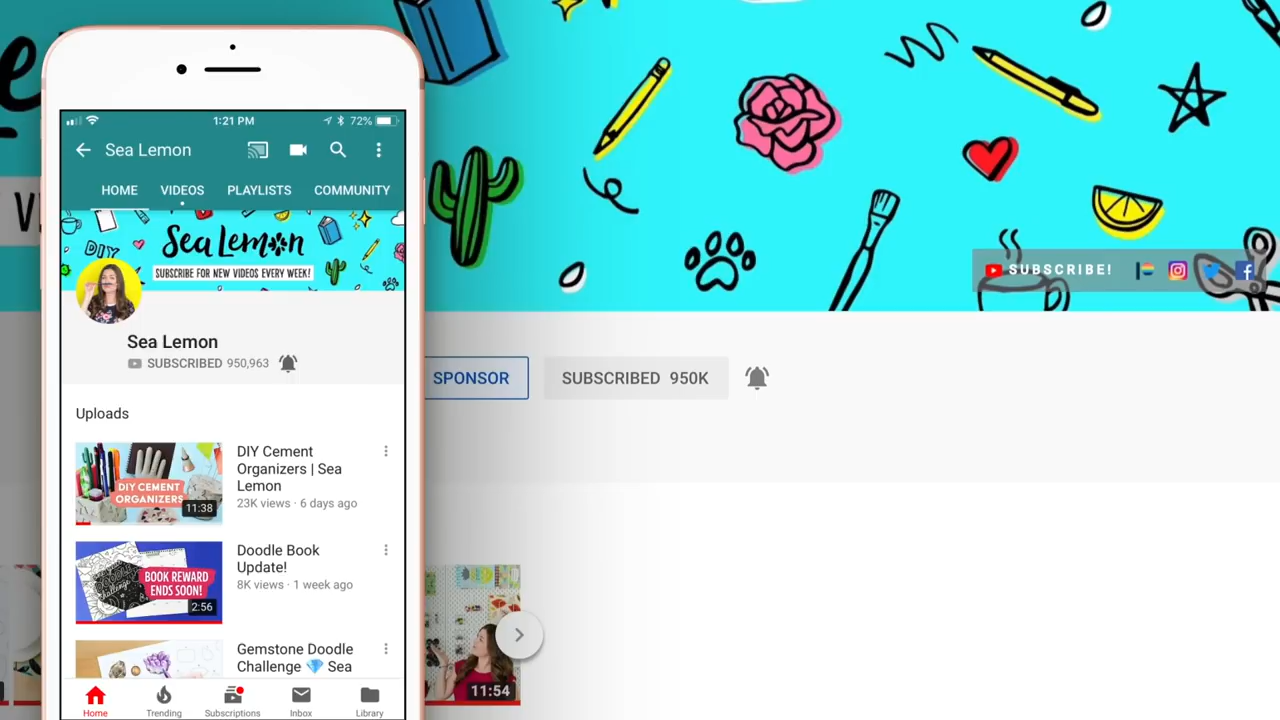 1:21 PM
72%
Sea Lemon
HOME VIDEOS PLAYLISTS COMMUNITY
DIY
Sea Lemon
SUBSCRIBE FOR NEW VIDEOS EVERY WEEK!
Sea Lemon
SUBSCRIBED 950,963
Uploads
DIY CEMENT
ORGANIZERS
11:38
DIY Cement
Organizers | Sea
Lemon
23K views · 6 days ago
BOOK REWARD
ENDS SOON!
2:56
Doodle Book
Update!
8K views · 1 week ago
Gemstone Doodle
Challenge 💎 Sea
Home Trending Subscriptions Inbox Library
SUBSCRIBE!
SPONSOR
SUBSCRIBED 950K
11:54